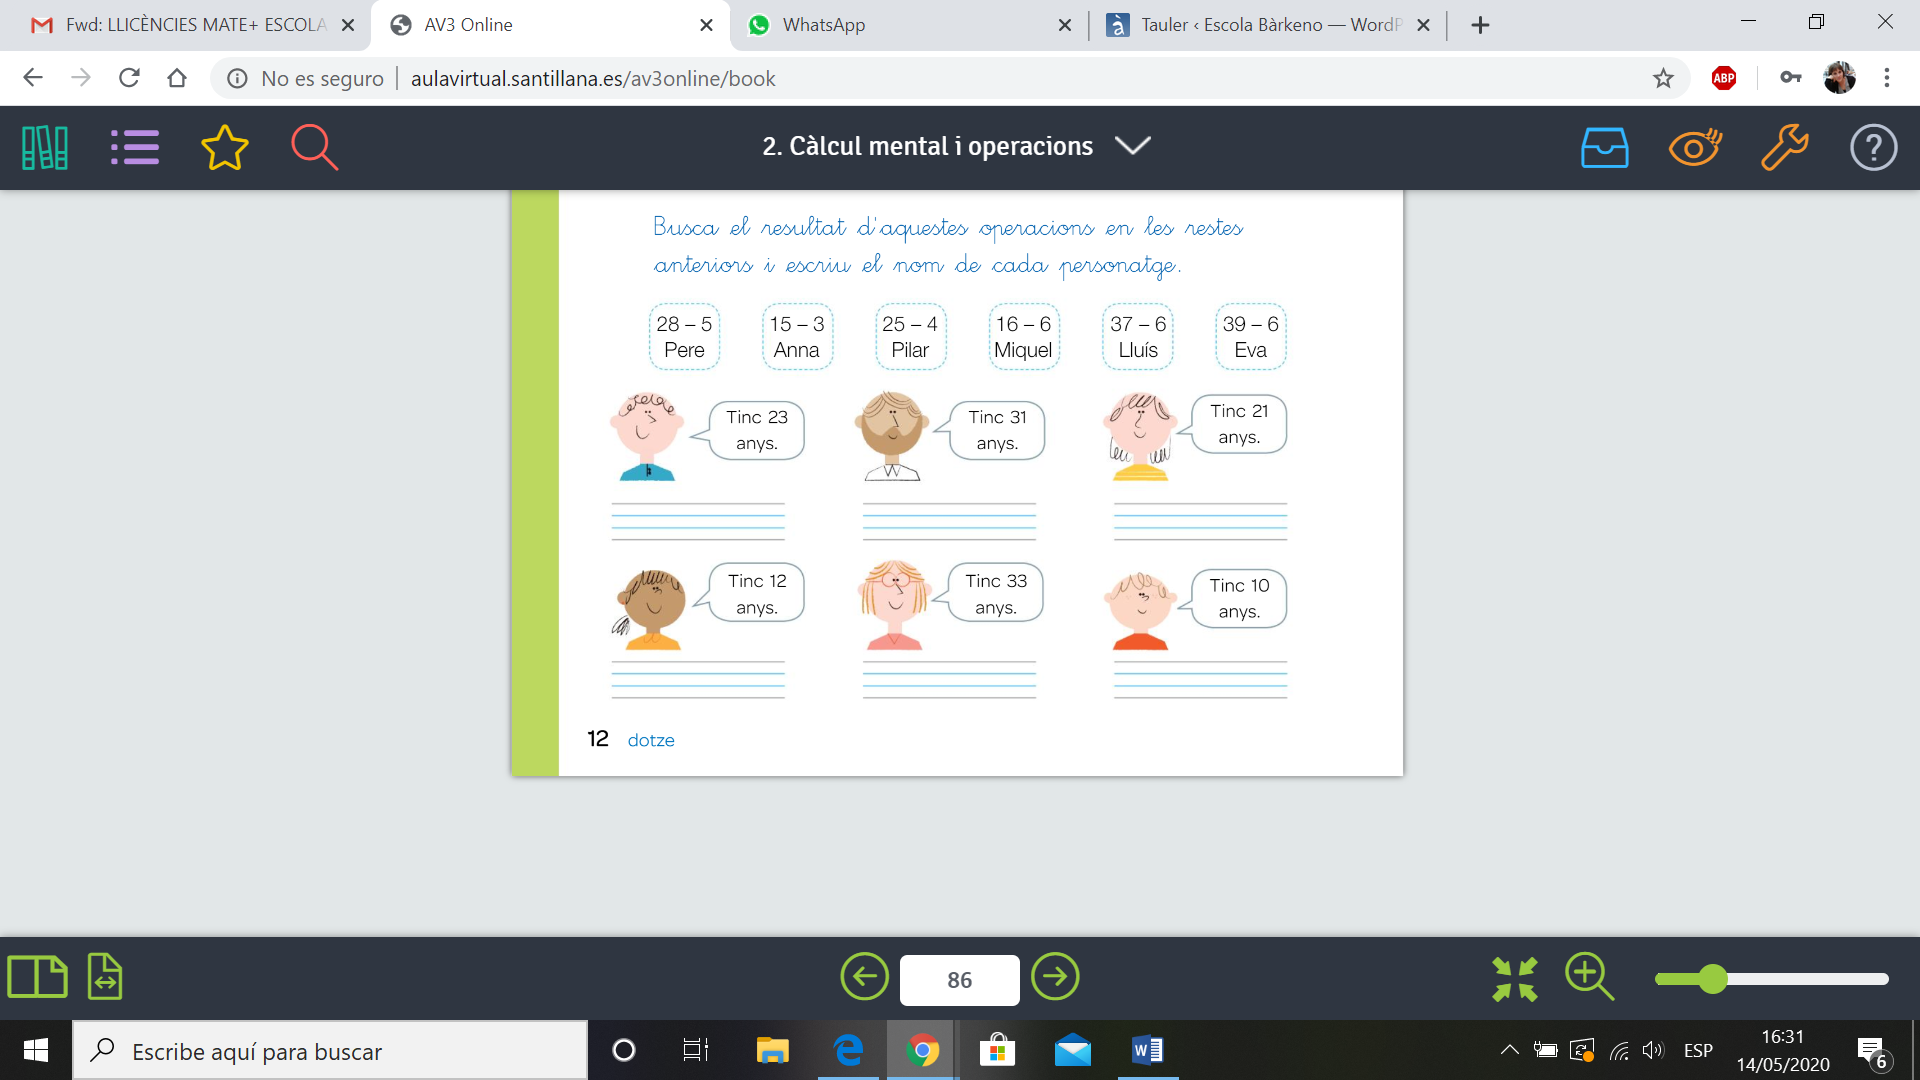 Fwd: LLICÈNCIES MATE+ ESCOLA
AV3 Online
WhatsApp
Tauler ‹ Escola Bàrkeno — WordP
No es seguro
aulavirtual.santillana.es/av3online/book
ABP
2. Càlcul mental i operacions
?
Busca el resultat d'aquestes operacions en les restes
anteriors i escriu el nom de cada personatge.
28 – 5
Pere
15 – 3
Anna
25 – 4
Pilar
16 – 6
Miquel
37 – 6
Lluís
39 – 6
Eva
Tinc 23
anys.
Tinc 31
anys.
Tinc 21
anys.
Tinc 12
anys.
Tinc 33
anys.
Tinc 10
anys.
12 dotze
86
Escribe aquí para buscar
ESP
16:31
14/05/2020
6